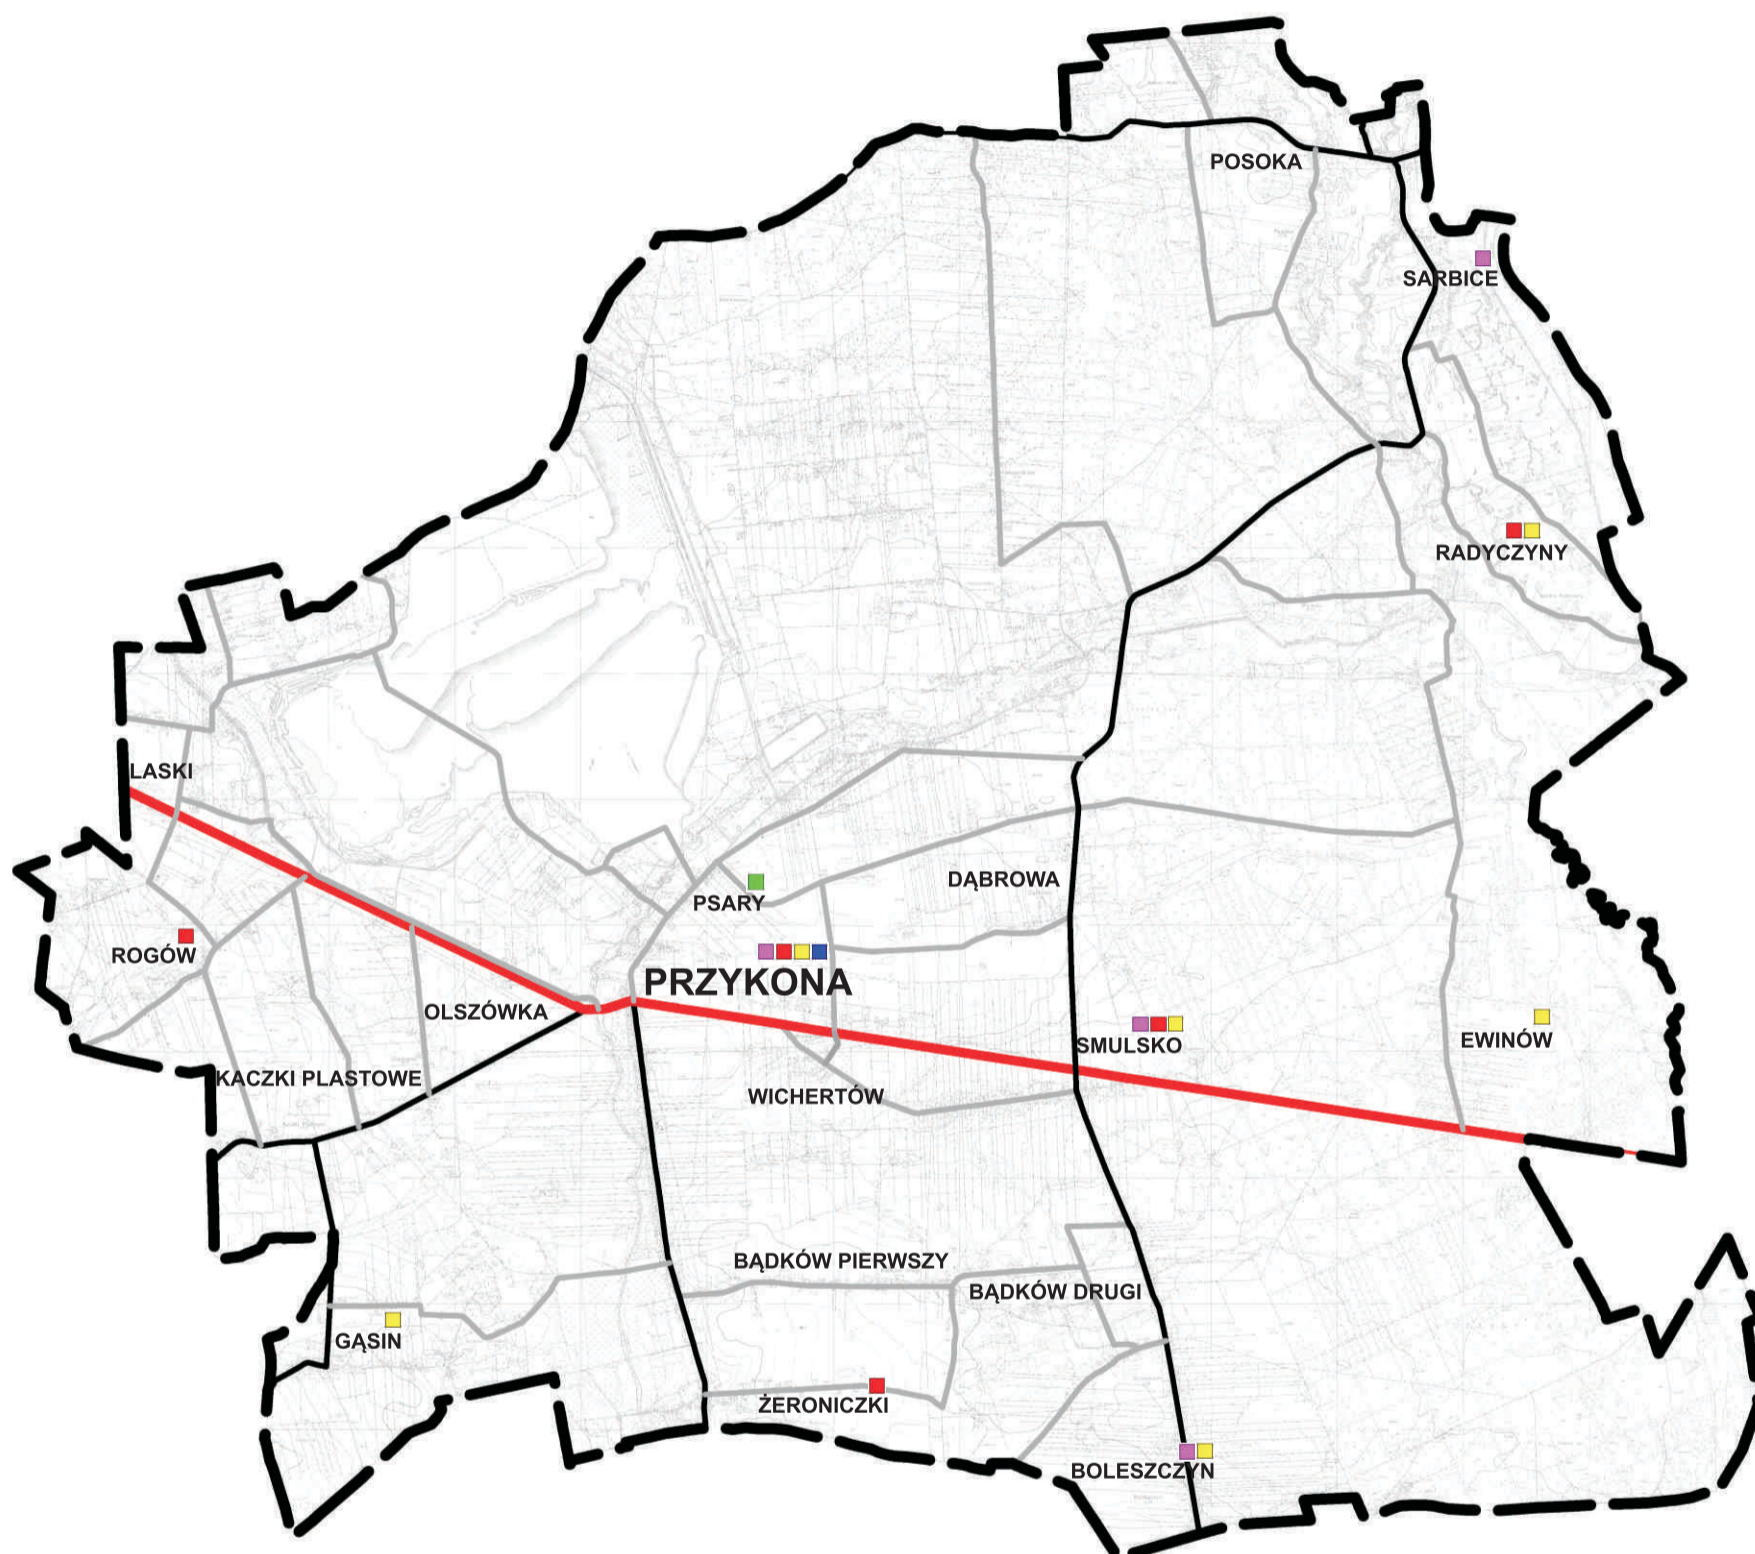 POSOKA
SARBICE
RADYCZYNY
LASKI
DĄBROWA
PSARY
ROGÓW
PRZYKONA
OLSZÓWKA
EWINÓW
SMULSKO
KACZKI PLASTOWE
WICHERTÓW
BĄDKÓW PIERWSZY
BĄDKÓW DRUGI
GĄSIN
ŻERONICZKI
BOLESZCZYN